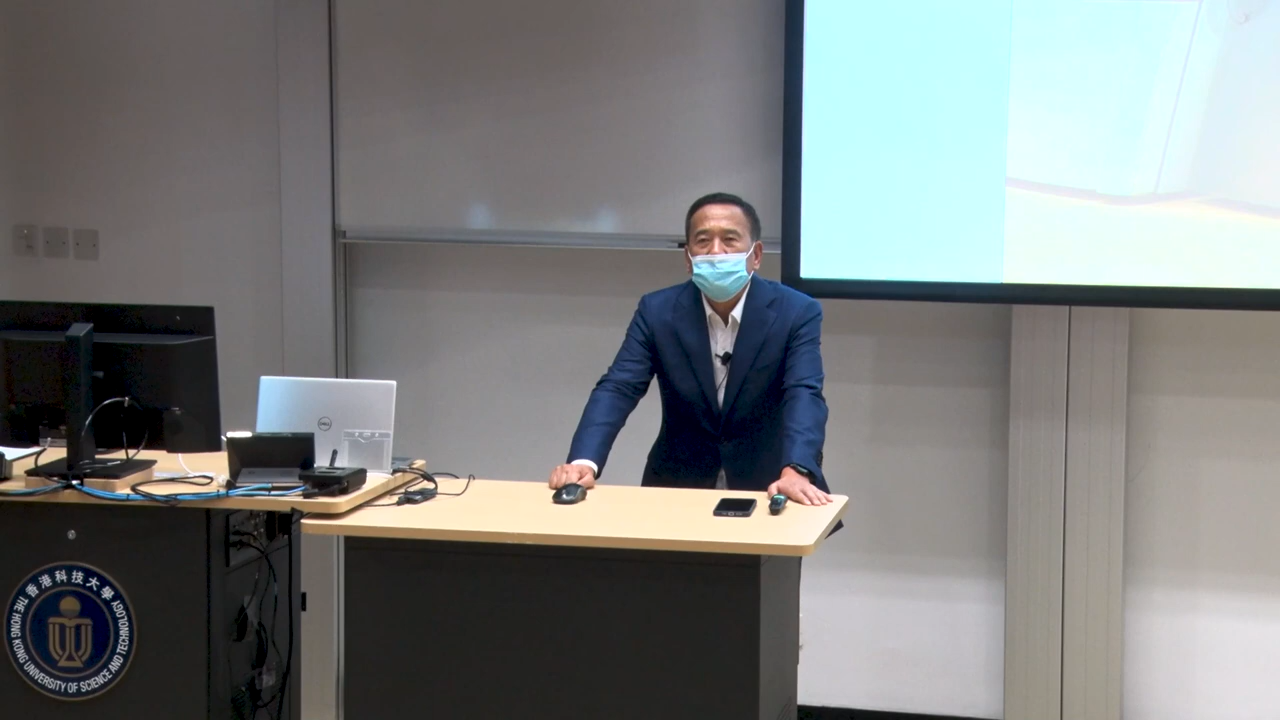 DELL
香港科技大學
THE HONG KONG UNIVERSITY OF SCIENCE AND TECHNOLOGY